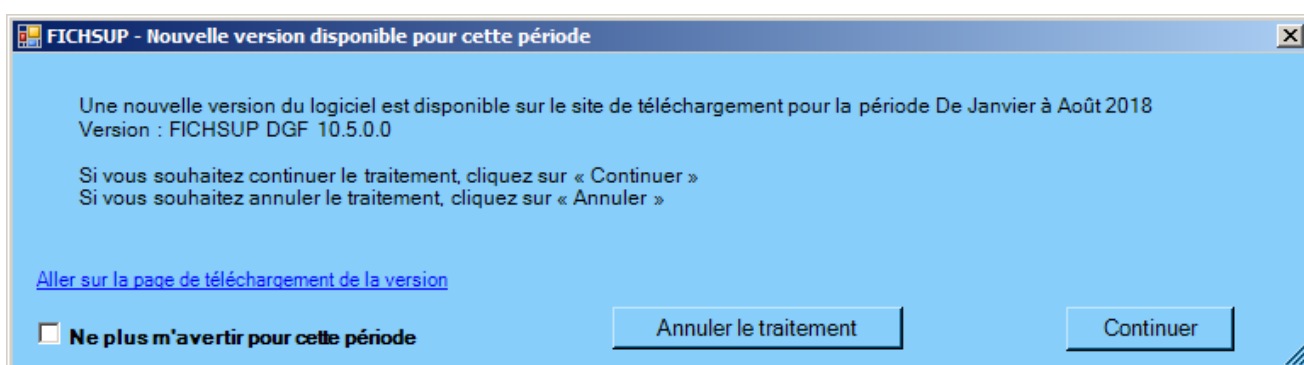 FICHSUP - Nouvelle version disponible pour cette période
Une nouvelle version du logiciel est disponible sur le site de téléchargement pour la période De Janvier à Août 2018
Version : FICHSUP DGF 10.5.0.0
Si vous souhaitez continuer le traitement, cliquez sur « Continuer »
Si vous souhaitez annuler le traitement, cliquez sur « Annuler »
Aller sur la page de téléchargement de la version
Ne plus m'avertir pour cette période
Annuler le traitement
Continuer